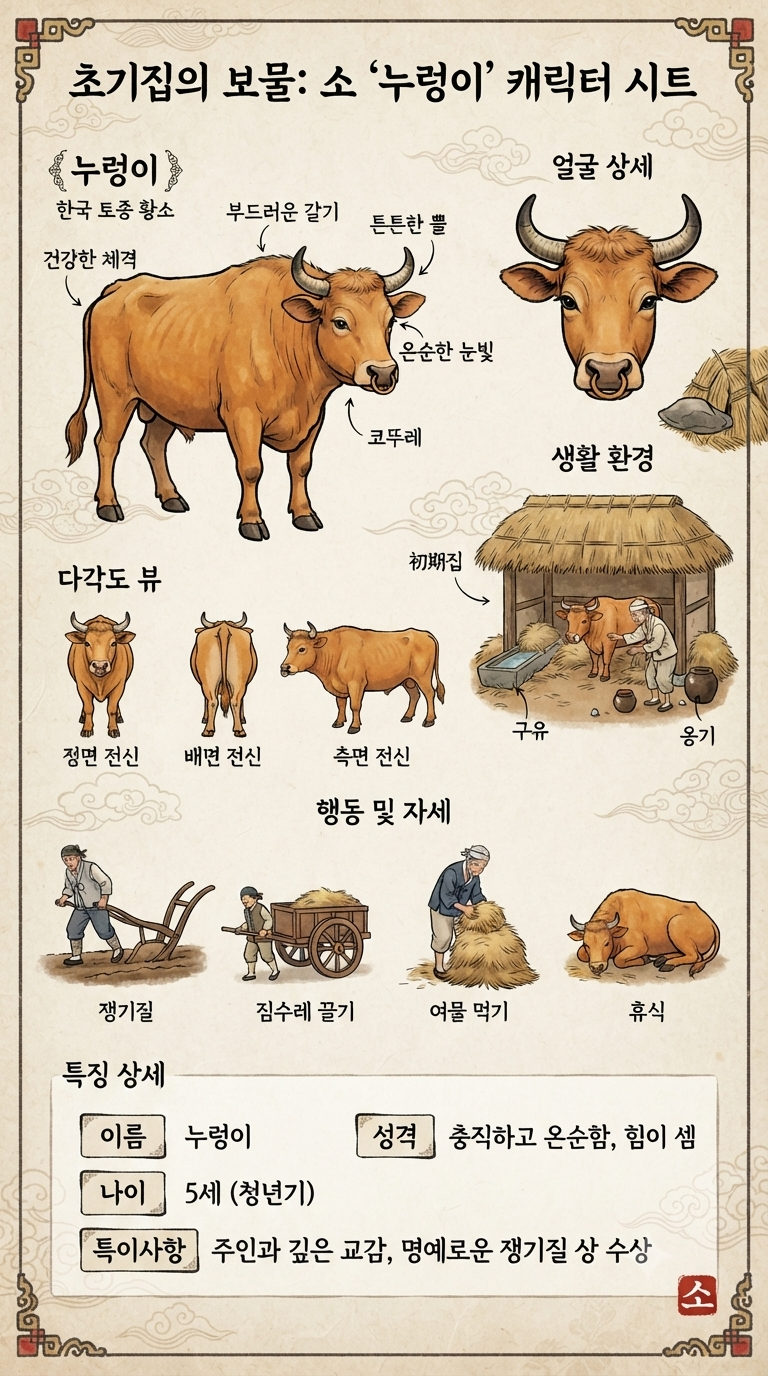 초기집의 보물: 소 ‘누렁이’ 캐릭터 시트
누렁이
한국 토종 황소
건강한 체격
부드러운 갈기
튼튼한 뿔
온순한 눈빛
코뚜레
얼굴 상세
생활 환경
初期집
구유
옹기
다각도 뷰
정면 전신
배면 전신
측면 전신
행동 및 자세
쟁기질
짐수레 끌기
여물 먹기
휴식
특징 상세
이름 누렁이
성격 충직하고 온순함, 힘이 셈
나이 5세 (청년기)
특이사항 주인과 깊은 교감, 명예로운 쟁기질 상 수상
소